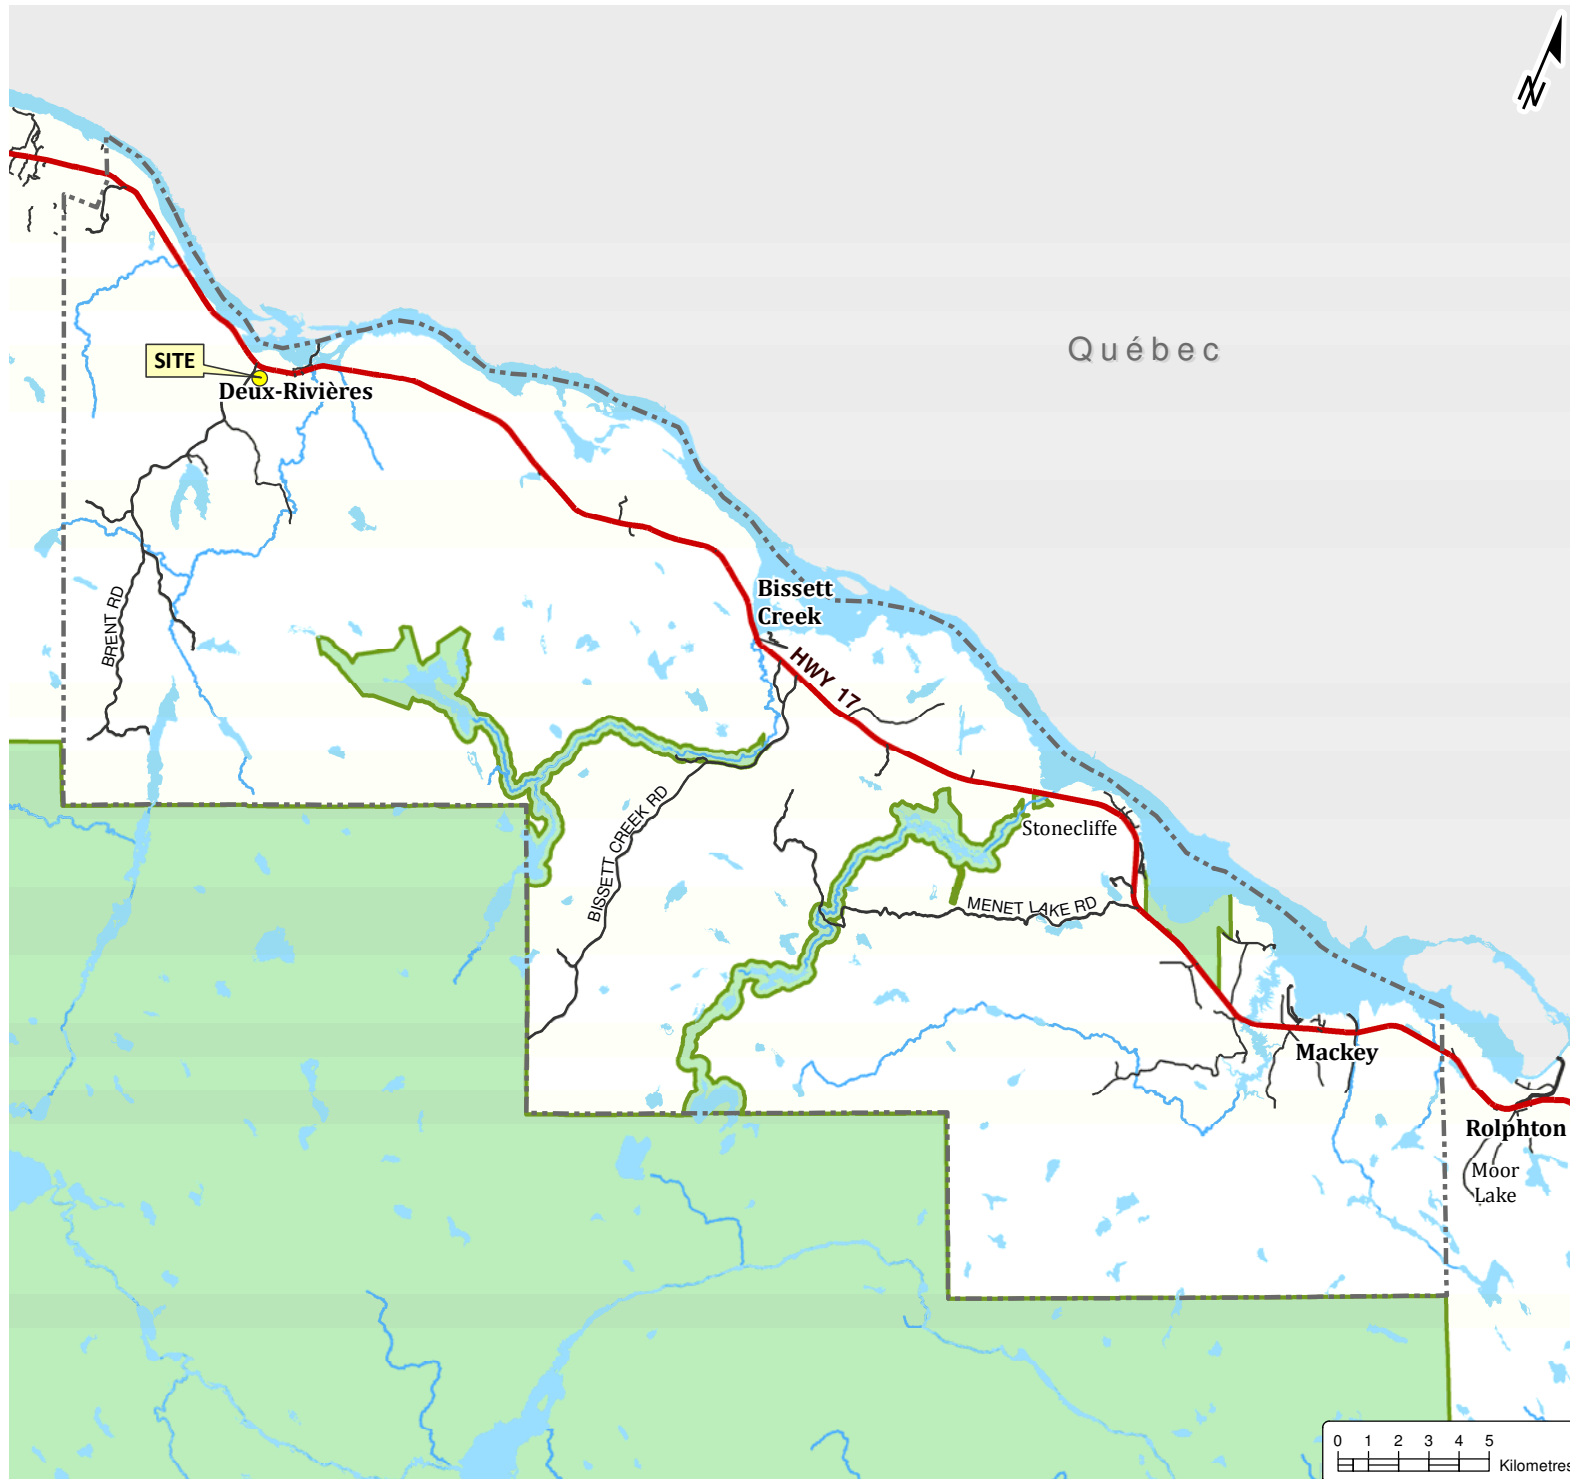 N
Québec
SITE
Deux-Rivières
Bissett
Creek
BRENT RD
HWY 17
BISSETT CREEK RD
Stonecliffe
MENET LAKE RD
Mackey
Rolphton
Moor
Lake
0 1 2 3 4 5
Kilometres